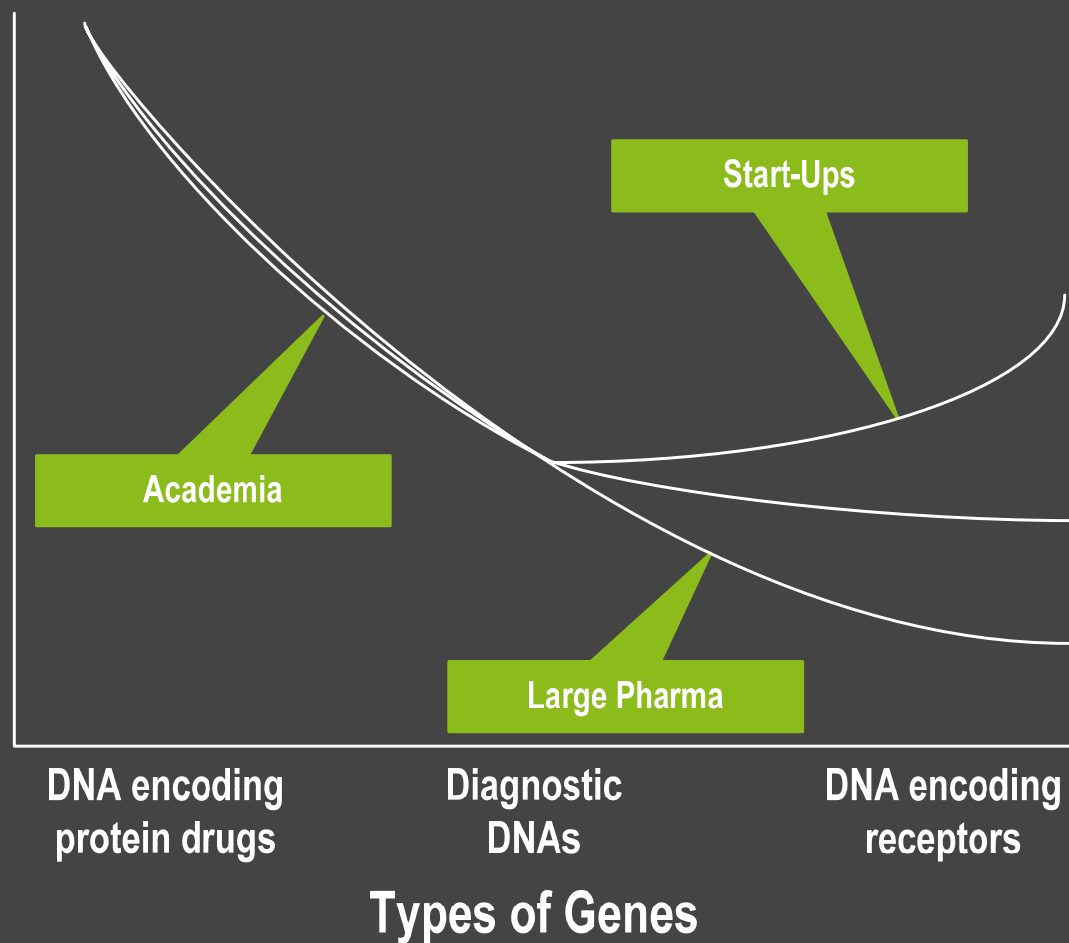 Start-Ups
Academia
Large Pharma
DNA encoding
protein drugs
Diagnostic
DNAs
DNA encoding
receptors
Types of Genes